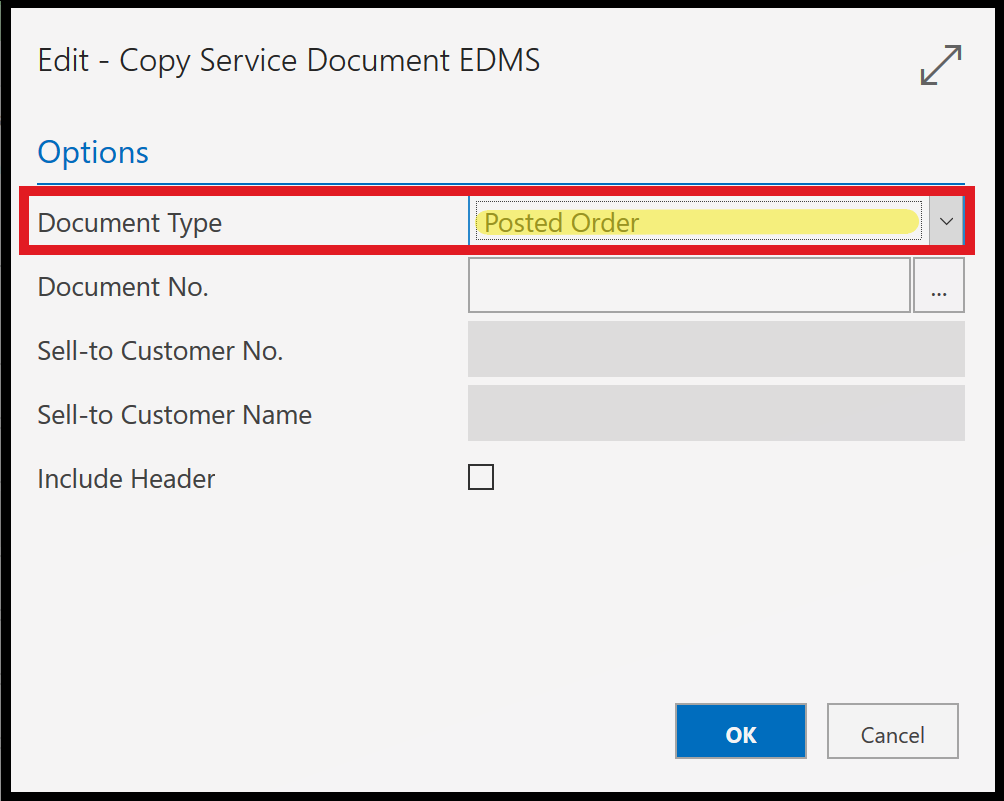 Edit - Copy Service Document EDMS
Options
Document Type Posted Order
Document No. ...
Sell-to Customer No.
Sell-to Customer Name
Include Header
OK Cancel